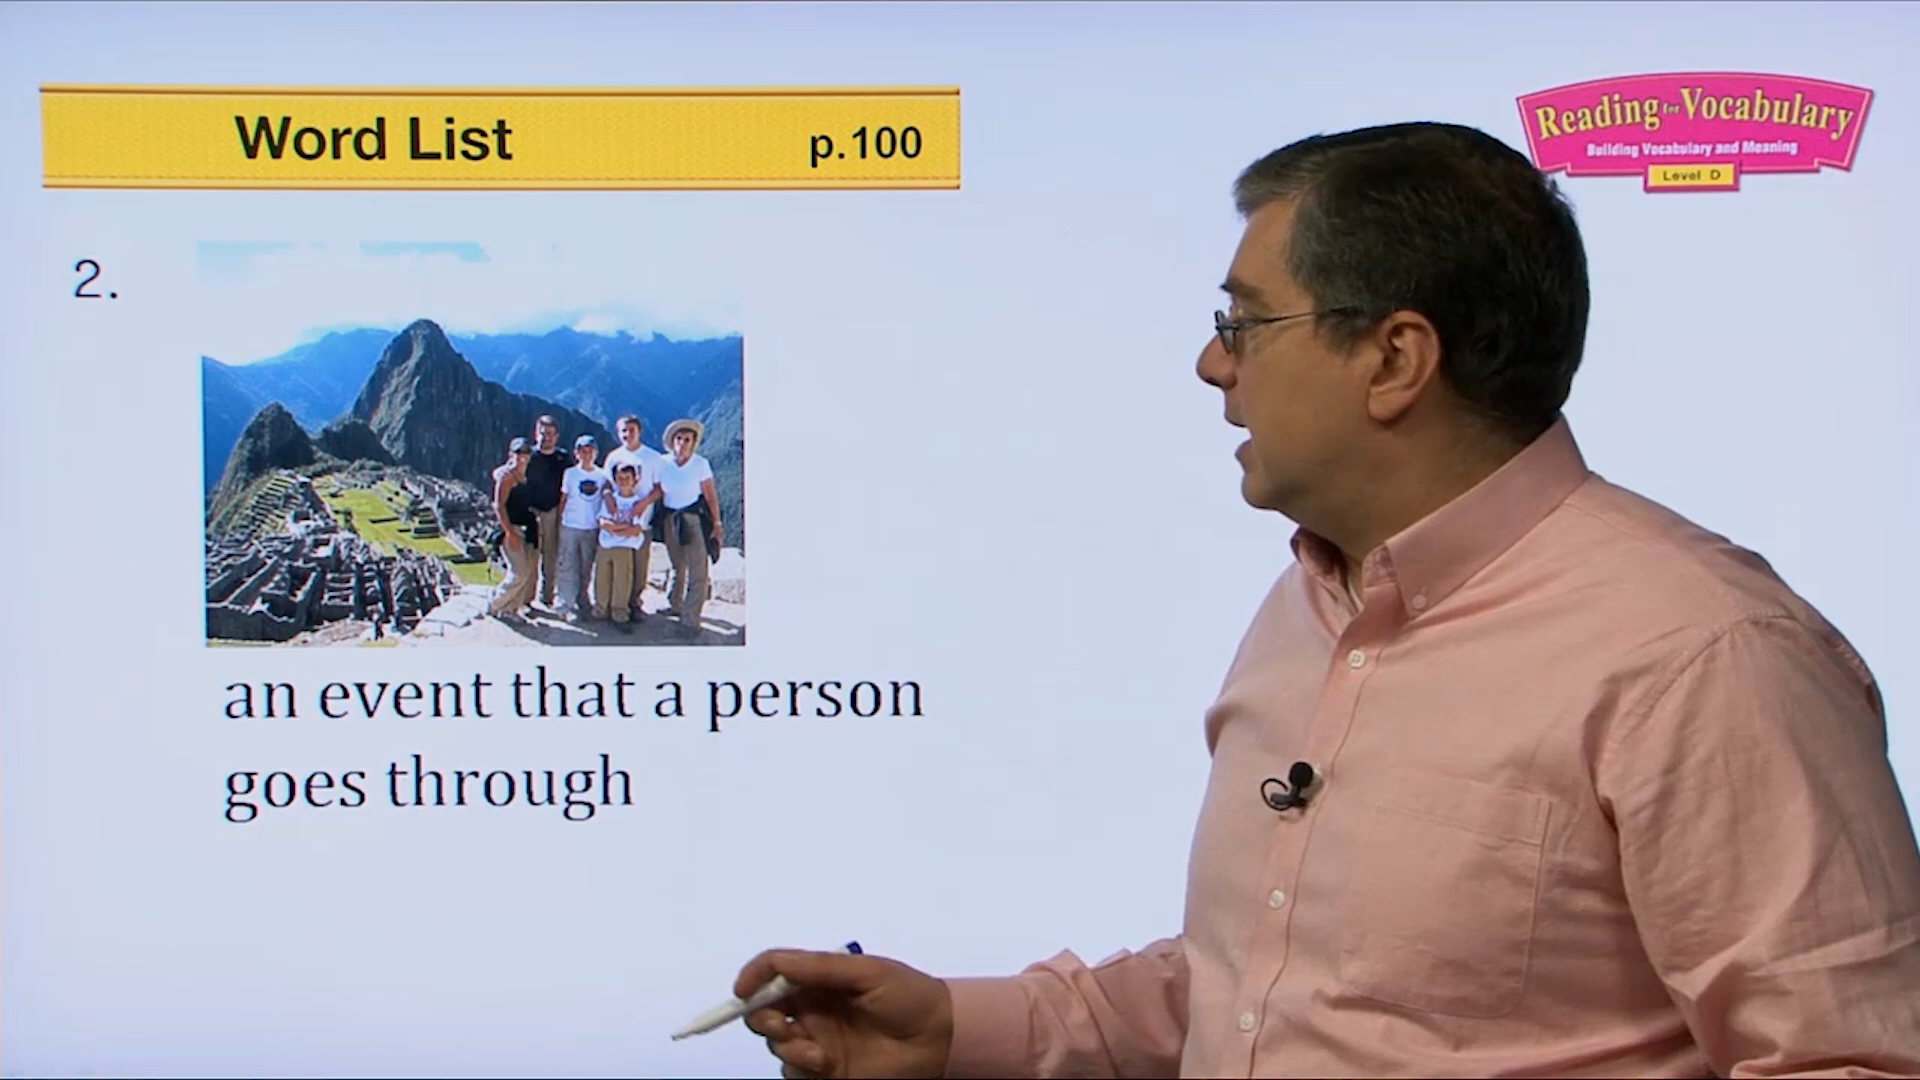 Word List p.100
Reading for Vocabulary
Building Vocabulary and Meaning
Level D
2.
an event that a person
goes through